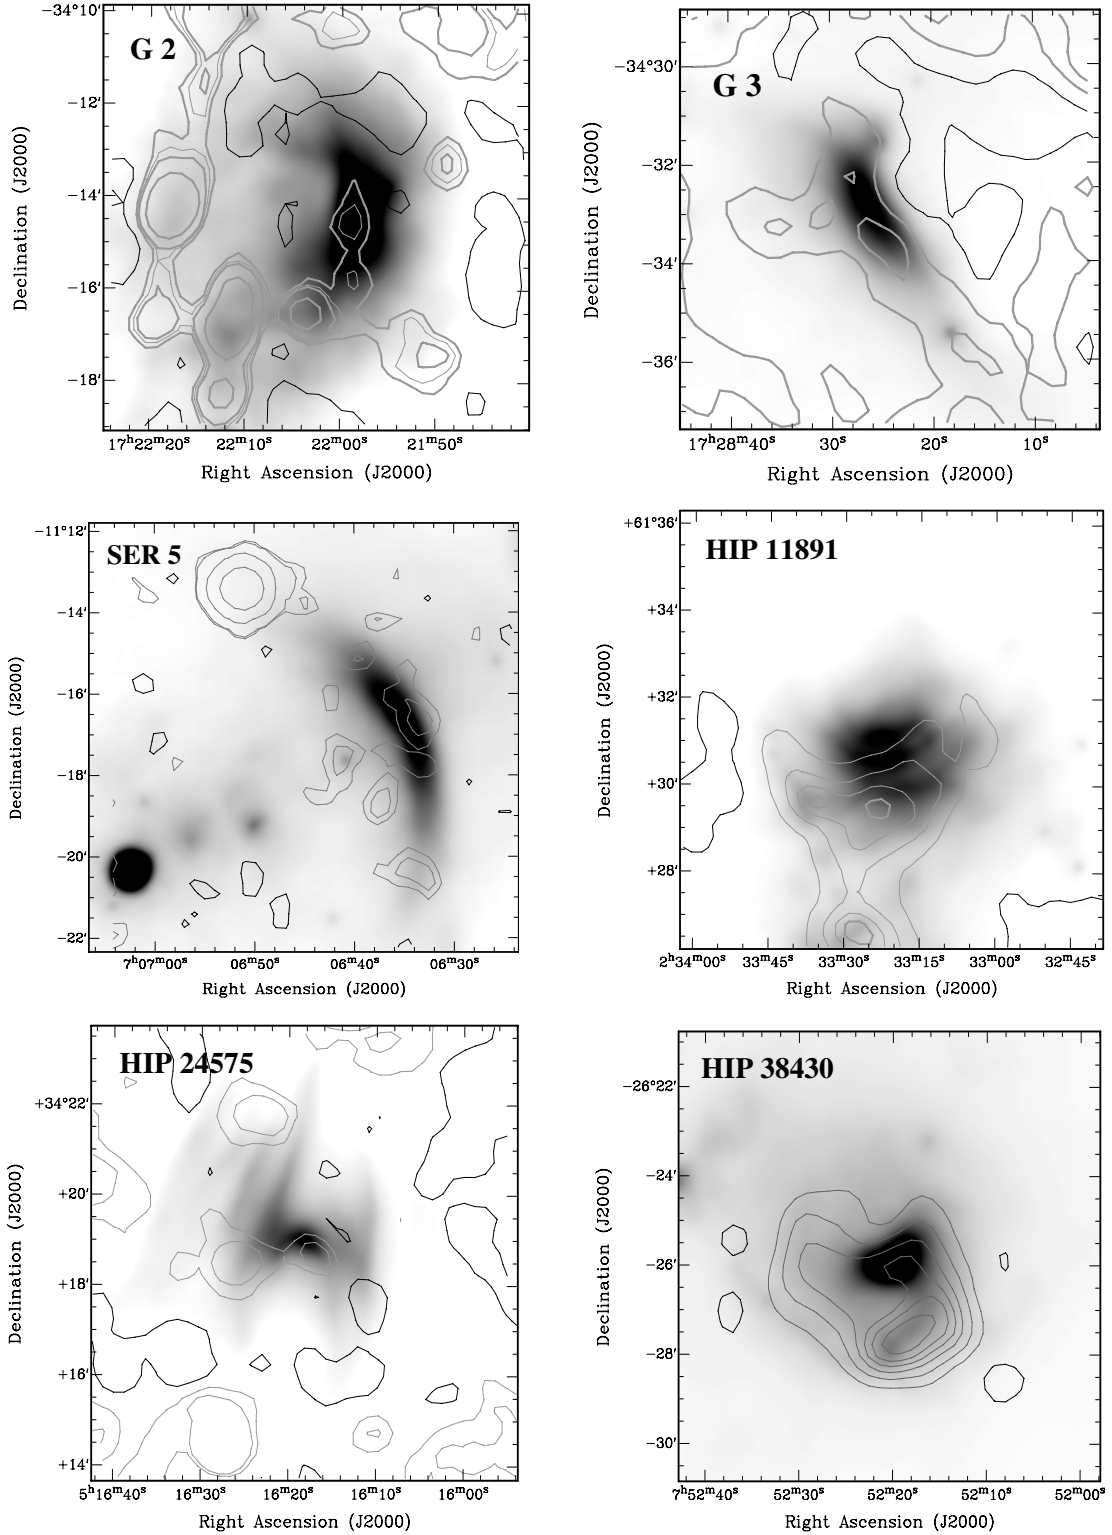 G 2
−34°10′
−12′
−14′
−16′
−18′
Declination (J2000)
17ʰ22ᵐ20ˢ
22ᵐ10ˢ
22ᵐ00ˢ
21ᵐ50ˢ
Right Ascension (J2000)
G 3
−34°30′
−32′
−34′
−36′
Declination (J2000)
17ʰ28ᵐ40ˢ
30ˢ
20ˢ
10ˢ
Right Ascension (J2000)
SER 5
−11°12′
−14′
−16′
−18′
−20′
−22′
Declination (J2000)
7ʰ07ᵐ00ˢ
06ᵐ50ˢ
06ᵐ40ˢ
06ᵐ30ˢ
Right Ascension (J2000)
HIP 11891
+61°36′
+34′
+32′
+30′
+28′
Declination (J2000)
2ʰ34ᵐ00ˢ
33ᵐ45ˢ
33ᵐ30ˢ
33ᵐ15ˢ
33ᵐ00ˢ
32ᵐ45ˢ
Right Ascension (J2000)
HIP 24575
+34°22′
+20′
+18′
+16′
+14′
Declination (J2000)
5ʰ16ᵐ40ˢ
16ᵐ30ˢ
16ᵐ20ˢ
16ᵐ10ˢ
16ᵐ00ˢ
Right Ascension (J2000)
HIP 38430
−26°22′
−24′
−26′
−28′
−30′
Declination (J2000)
7ʰ52ᵐ40ˢ
52ᵐ30ˢ
52ᵐ20ˢ
52ᵐ10ˢ
52ᵐ00ˢ
Right Ascension (J2000)